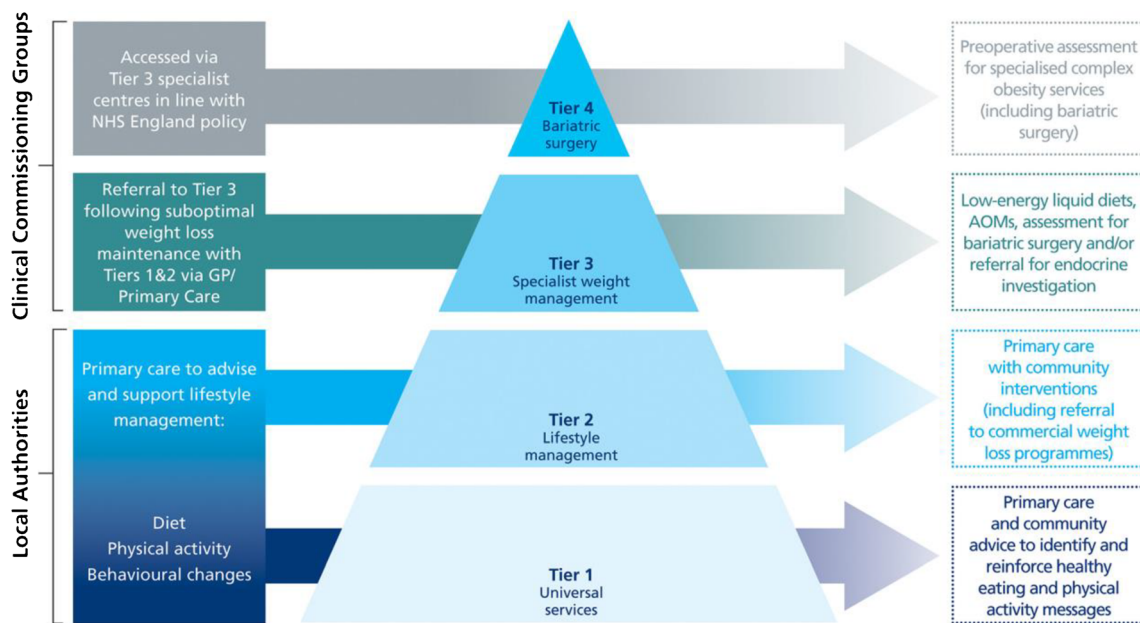 Clinical Commissioning Groups
Accessed via
Tier 3 specialist
centres in line with
NHS England policy
Tier 4
Bariatric
surgery
Preoperative assessment
for specialised complex
obesity services
(including bariatric
surgery)
Referral to Tier 3
following suboptimal
weight loss
maintenance with
Tiers 1&2 via GP/
Primary Care
Tier 3
Specialist weight
management
Low-energy liquid diets,
AOMs, assessment for
bariatric surgery and/or
referral for endocrine
investigation
Local Authorities
Primary care to advise
and support lifestyle
management:
Tier 2
Lifestyle
management
Primary care
with community
interventions
(including referral
to commercial weight
loss programmes)
Diet
Physical activity
Behavioural changes
Tier 1
Universal
services
Primary care
and community
advice to identify and
reinforce healthy
eating and physical
activity messages